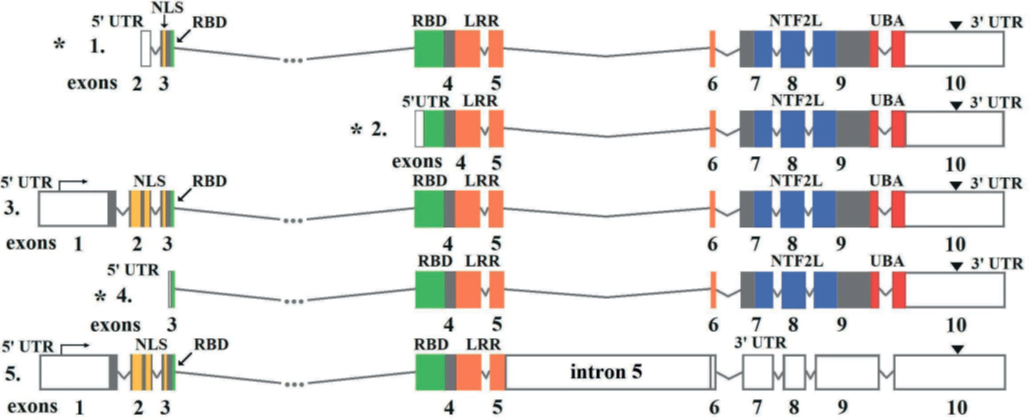 NLS
5' UTR RBD RBD LRR NTF2L UBA 3' UTR
* 1. ...
exons 2 3 4 5 6 7 8 9 10
5'UTR LRR NTF2L UBA 3' UTR
* 2.
exons 4 5 6 7 8 9 10
5' UTR NLS RBD RBD LRR NTF2L UBA 3' UTR
3. ...
exons 1 2 3 4 5 6 7 8 9 10
5' UTR RBD LRR NTF2L UBA 3' UTR
* 4. ...
exons 3 4 5 6 7 8 9 10
5' UTR NLS RBD RBD LRR 3' UTR
5. ... intron 5
exons 1 2 3 4 5 6 7 8 9 10